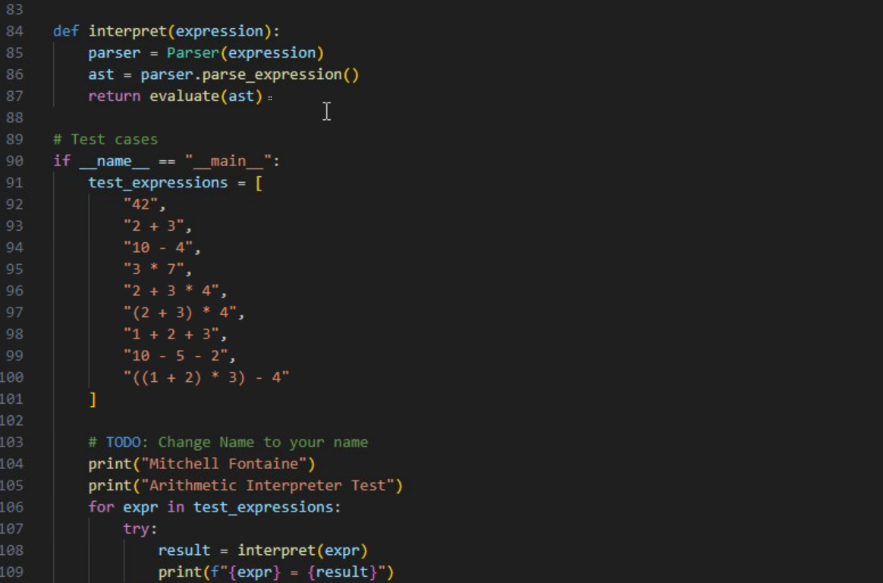 83
84 def interpret(expression):
85     parser = Parser(expression)
86     ast = parser.parse_expression()
87     return evaluate(ast)
88
89 # Test cases
90 if __name__ == "__main__":
91     test_expressions = [
92         "42",
93         "2 + 3",
94         "10 - 4",
95         "3 * 7",
96         "2 + 3 * 4",
97         "(2 + 3) * 4",
98         "1 + 2 + 3",
99         "10 - 5 - 2",
100         "((1 + 2) * 3) - 4"
101     ]
102
103     # TODO: Change Name to your name
104     print("Mitchell Fontaine")
105     print("Arithmetic Interpreter Test")
106     for expr in test_expressions:
107         try:
108             result = interpret(expr)
109             print(f"{expr} = {result}")